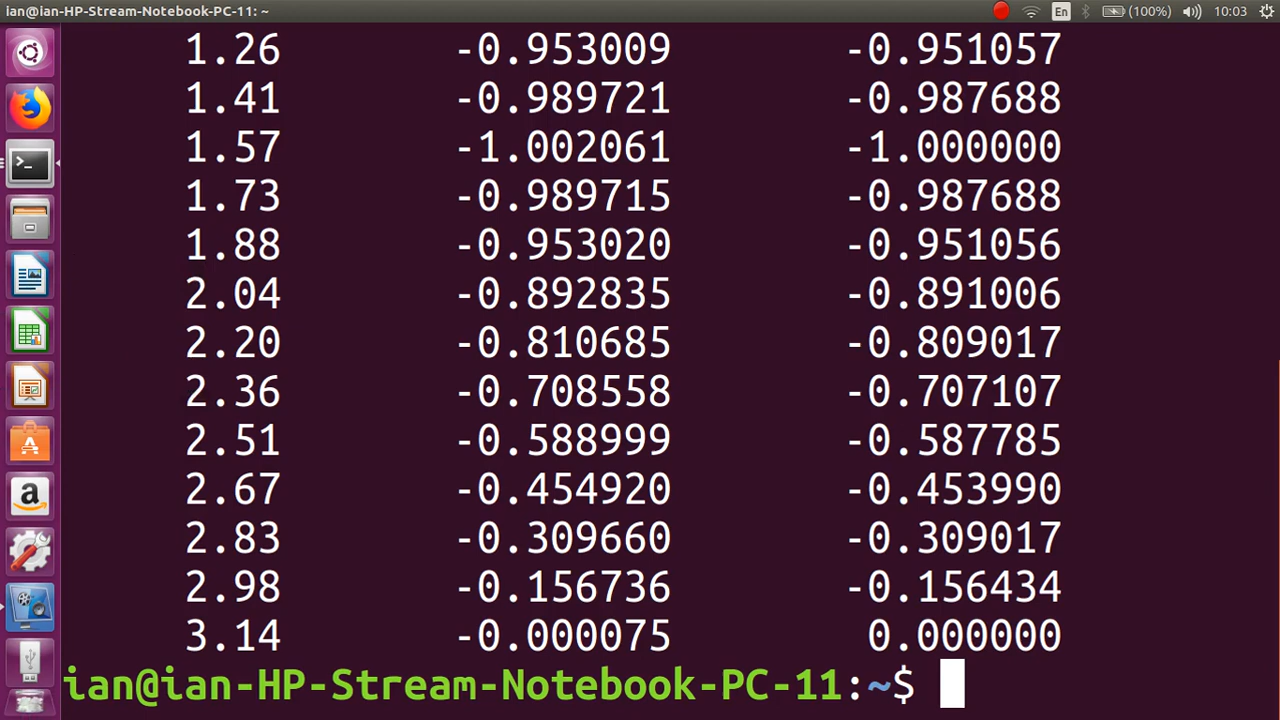 ian@ian-HP-Stream-Notebook-PC-11: ~ En (100%) 10:03
1.26 -0.953009 -0.951057
1.41 -0.989721 -0.987688
1.57 -1.002061 -1.000000
1.73 -0.989715 -0.987688
1.88 -0.953020 -0.951056
2.04 -0.892835 -0.891006
2.20 -0.810685 -0.809017
2.36 -0.708558 -0.707107
2.51 -0.588999 -0.587785
2.67 -0.454920 -0.453990
2.83 -0.309660 -0.309017
2.98 -0.156736 -0.156434
3.14 -0.000075 0.000000
ian@ian-HP-Stream-Notebook-PC-11:~$